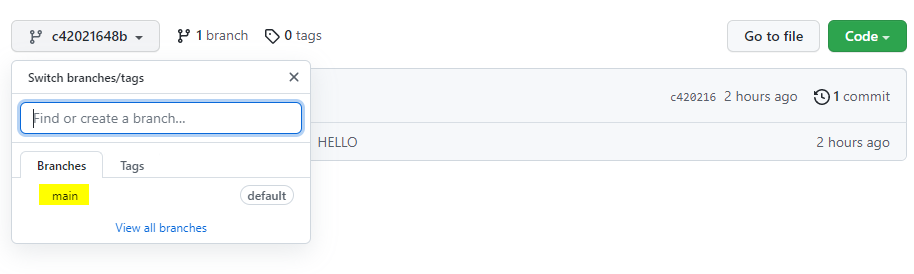 c42021648b 1 branch 0 tags Go to file Code
Switch branches/tags
Find or create a branch...
Branches Tags
main default
View all branches
c420216 2 hours ago 1 commit
HELLO 2 hours ago